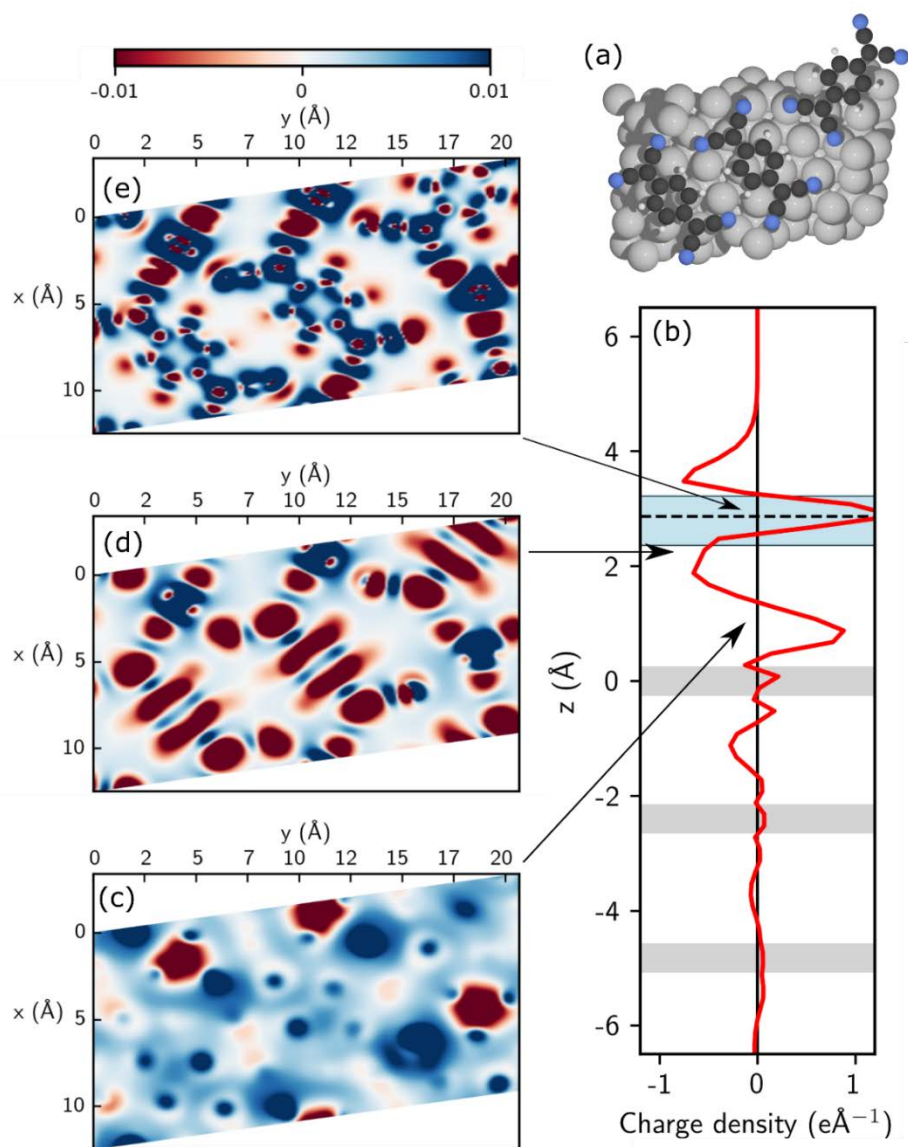 -0.01 0 0.01
y (Å)
0 2 5 7 10 12 15 17 20
(e)
0
x (Å) 5
10
y (Å)
0 2 5 7 10 12 15 17 20
(d)
0
x (Å) 5
10
y (Å)
0 2 5 7 10 12 15 17 20
(c)
0
x (Å) 5
10
(a)
(b)
6
4
2
z (Å)
0
-2
-4
-6
-1 0 1
Charge density (eÅ⁻¹)